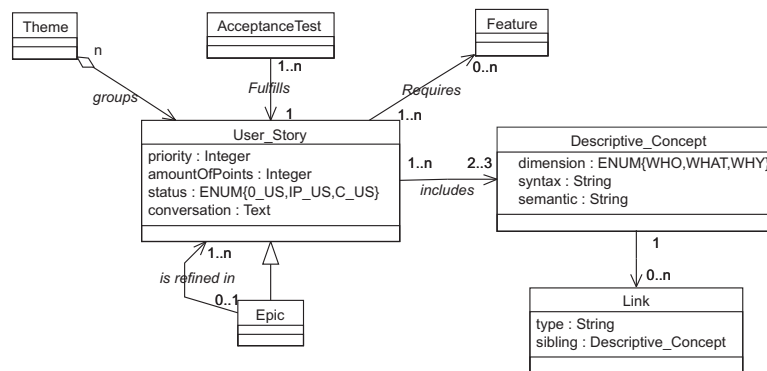 Theme
n
groups
AcceptanceTest
1..n
Fulfills
1
Feature
0..n
Requires
1..n
User_Story
priority : Integer
amountOfPoints : Integer
status : ENUM{0_US,IP_US,C_US}
conversation : Text
1..n
2..3
includes
Descriptive_Concept
dimension : ENUM{WHO,WHAT,WHY}
syntax : String
semantic : String
1..n
is refined in
0..1
Epic
1
0..n
Link
type : String
sibling : Descriptive_Concept